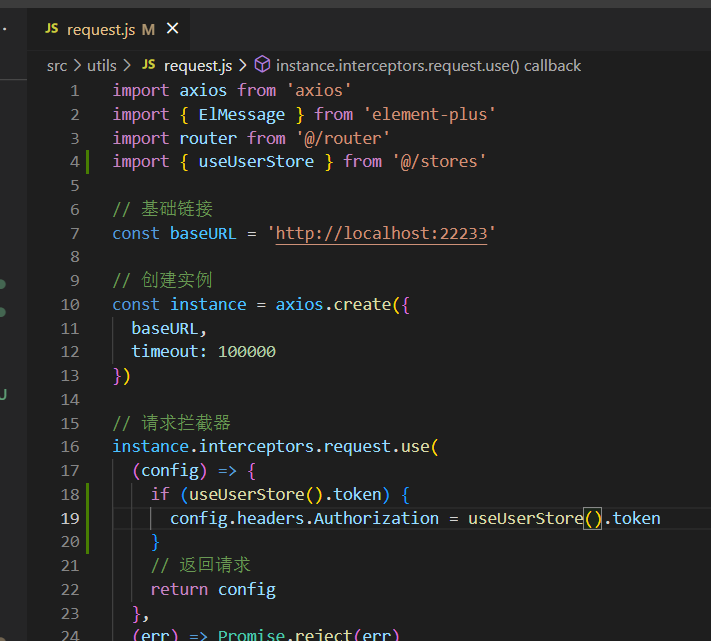 JS request.js M ✕
src > utils > JS request.js > instance.interceptors.request.use() callback
1 import axios from 'axios'
2 import { ElMessage } from 'element-plus'
3 import router from '@/router'
4 import { useUserStore } from '@/stores'
5
6 // 基础链接
7 const baseURL = 'http://localhost:22233'
8
9 // 创建实例
10 const instance = axios.create({
11 baseURL,
12 timeout: 100000
13 })
14
15 // 请求拦截器
16 instance.interceptors.request.use(
17 (config) => {
18 if (useUserStore().token) {
19 config.headers.Authorization = useUserStore().token
20 }
21 // 返回请求
22 return config
23 },
24 (err) => Promise.reject(err)